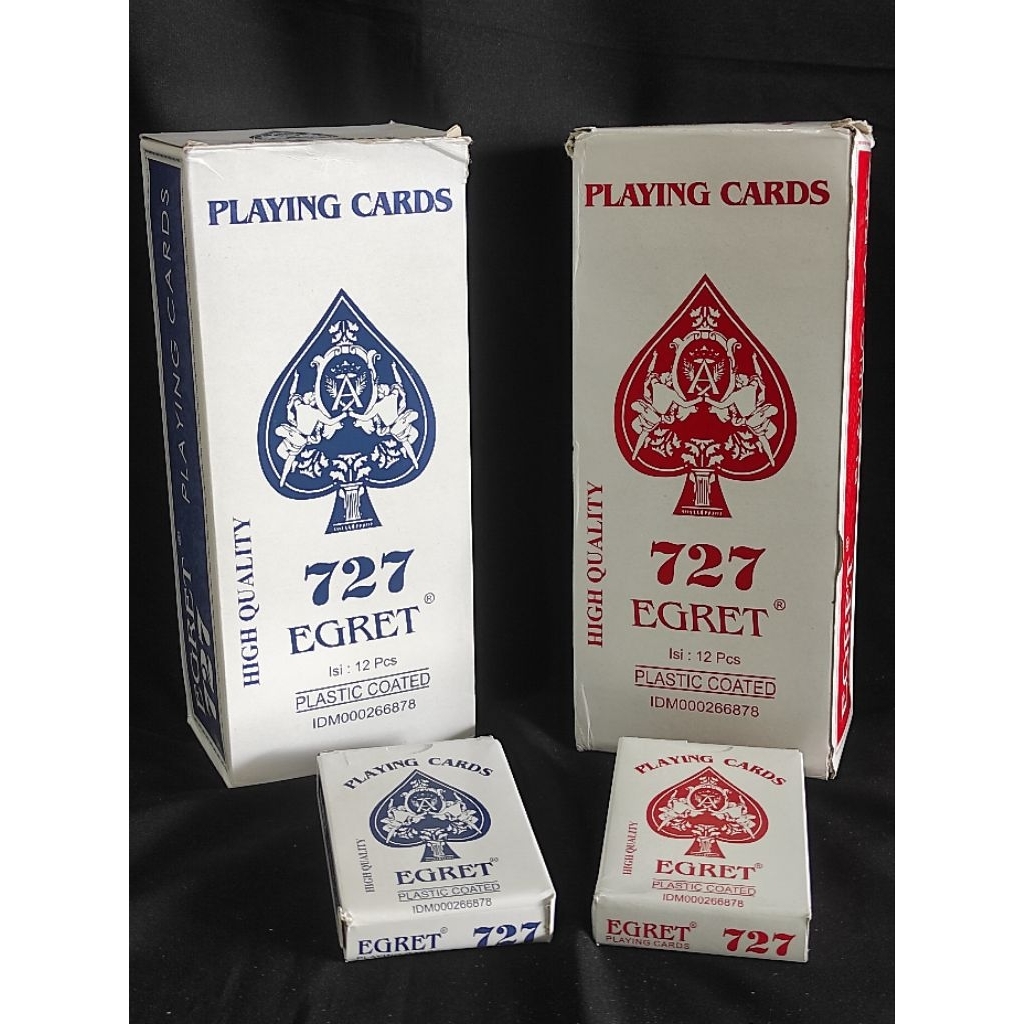 PLAYING CARDS
A
727
EGRET ®
Isi : 12 Pcs
PLASTIC COATED
IDM000266878
HIGH QUALITY
727 EGRET ® PLAYING CARDS
PLAYING CARDS
A
727
EGRET ®
Isi : 12 Pcs
PLASTIC COATED
IDM000266878
HIGH QUALITY
PLAYING CARDS
A
EGRET ®
PLASTIC COATED
IDM000266878
HIGH QUALITY
EGRET ® 727
PLAYING CARDS
A
EGRET ®
PLASTIC COATED
IDM000266878
HIGH QUALITY
EGRET ® 727
PLAYING CARDS